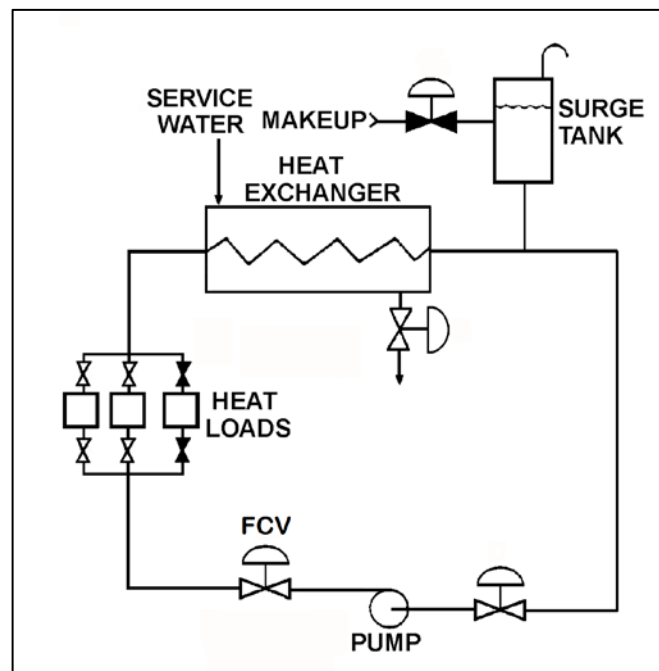 SERVICE
WATER
MAKEUP
SURGE
TANK
HEAT
EXCHANGER
HEAT
LOADS
FCV
PUMP